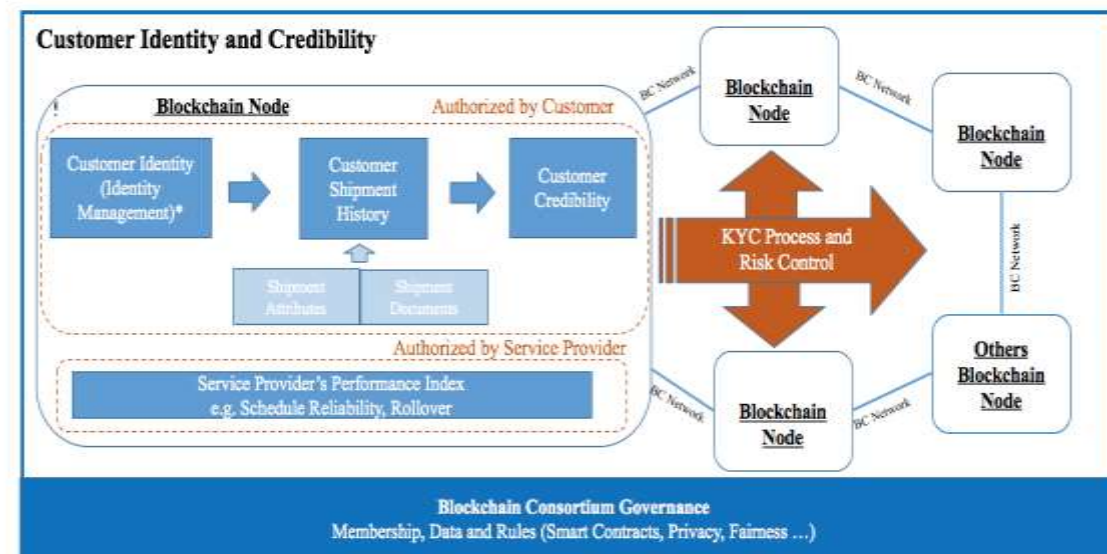 Customer Identity and Credibility
Blockchain Node
Authorized by Customer
Customer Identity
(Identity
Management)*
Customer
Shipment
History
Customer
Credibility
Shipment
Attributes
Shipment
Documents
Authorized by Service Provider
Service Provider's Performance Index
e.g. Schedule Reliability, Rollover
BC Network
Blockchain
Node
BC Network
Blockchain
Node
KYC Process and
Risk Control
BC Network
Others
Blockchain
Node
BC Network
Blockchain
Node
BC Network
Blockchain Consortium Governance
Membership, Data and Rules (Smart Contracts, Privacy, Fairness …)